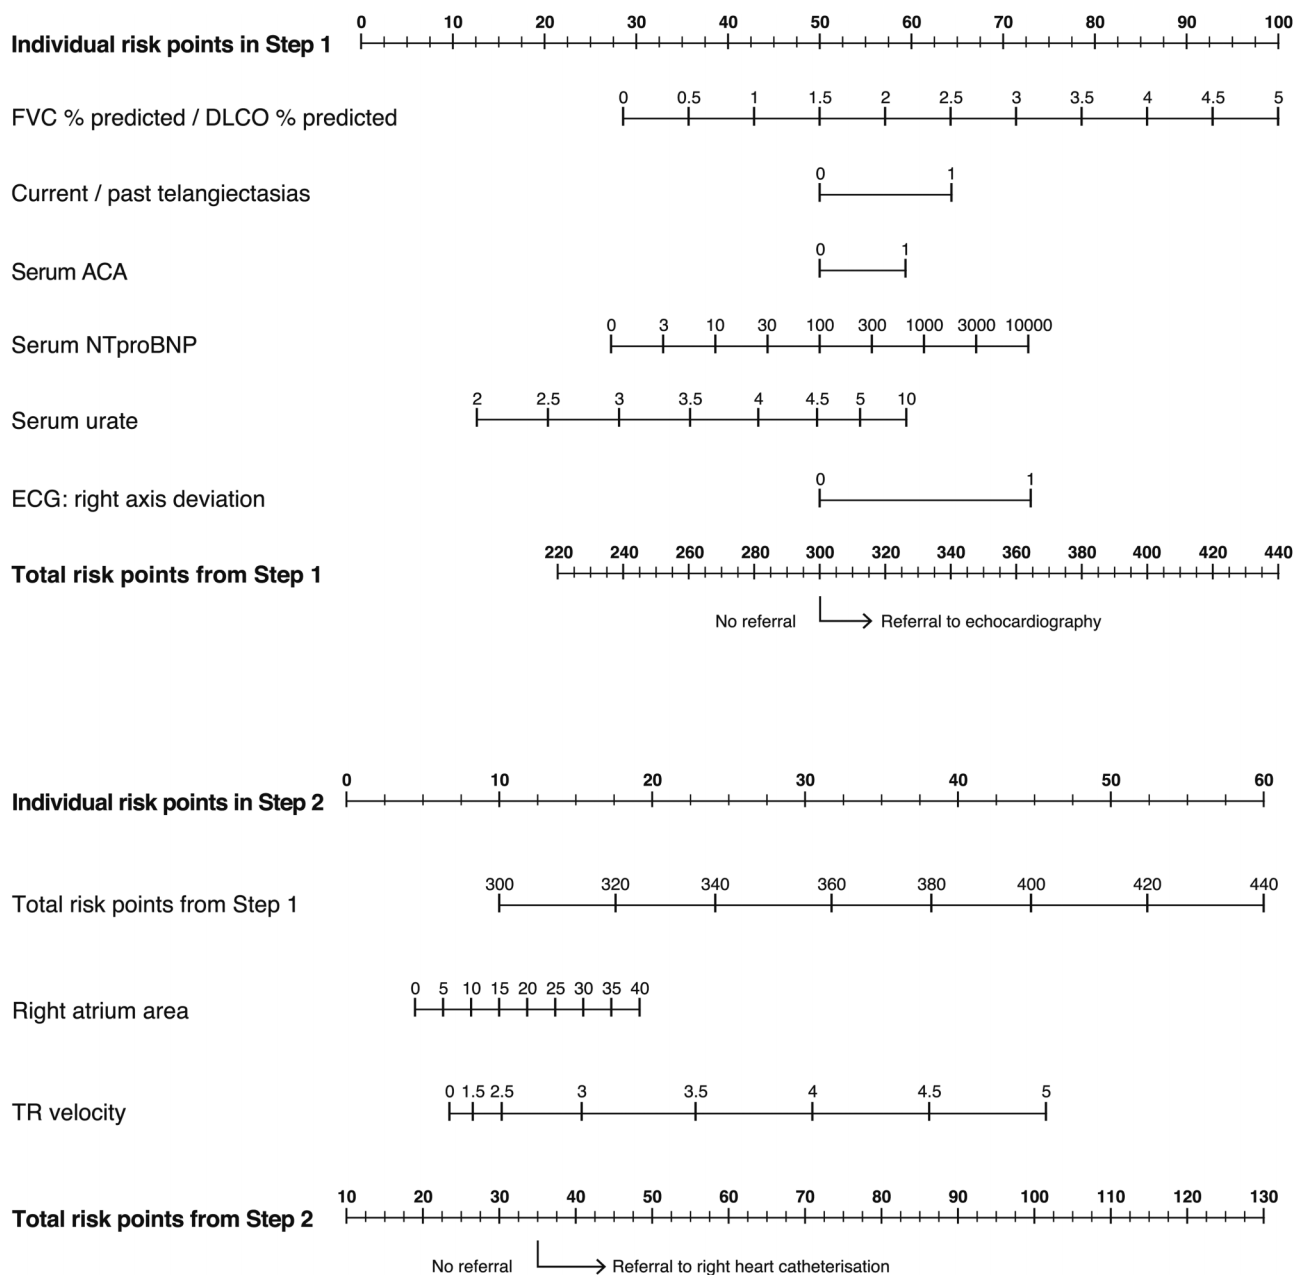 0 10 20 30 40 50 60 70 80 90 100
Individual risk points in Step 1
0 0.5 1 1.5 2 2.5 3 3.5 4 4.5 5
FVC % predicted / DLCO % predicted
0 1
Current / past telangiectasias
0 1
Serum ACA
0 3 10 30 100 300 1000 3000 10000
Serum NTproBNP
2 2.5 3 3.5 4 4.5 5 10
Serum urate
0 1
ECG: right axis deviation
220 240 260 280 300 320 340 360 380 400 420 440
Total risk points from Step 1
No referral Referral to echocardiography
0 10 20 30 40 50 60
Individual risk points in Step 2
300 320 340 360 380 400 420 440
Total risk points from Step 1
0 5 10 15 20 25 30 35 40
Right atrium area
0 1.5 2.5 3 3.5 4 4.5 5
TR velocity
10 20 30 40 50 60 70 80 90 100 110 120 130
Total risk points from Step 2
No referral Referral to right heart catheterisation